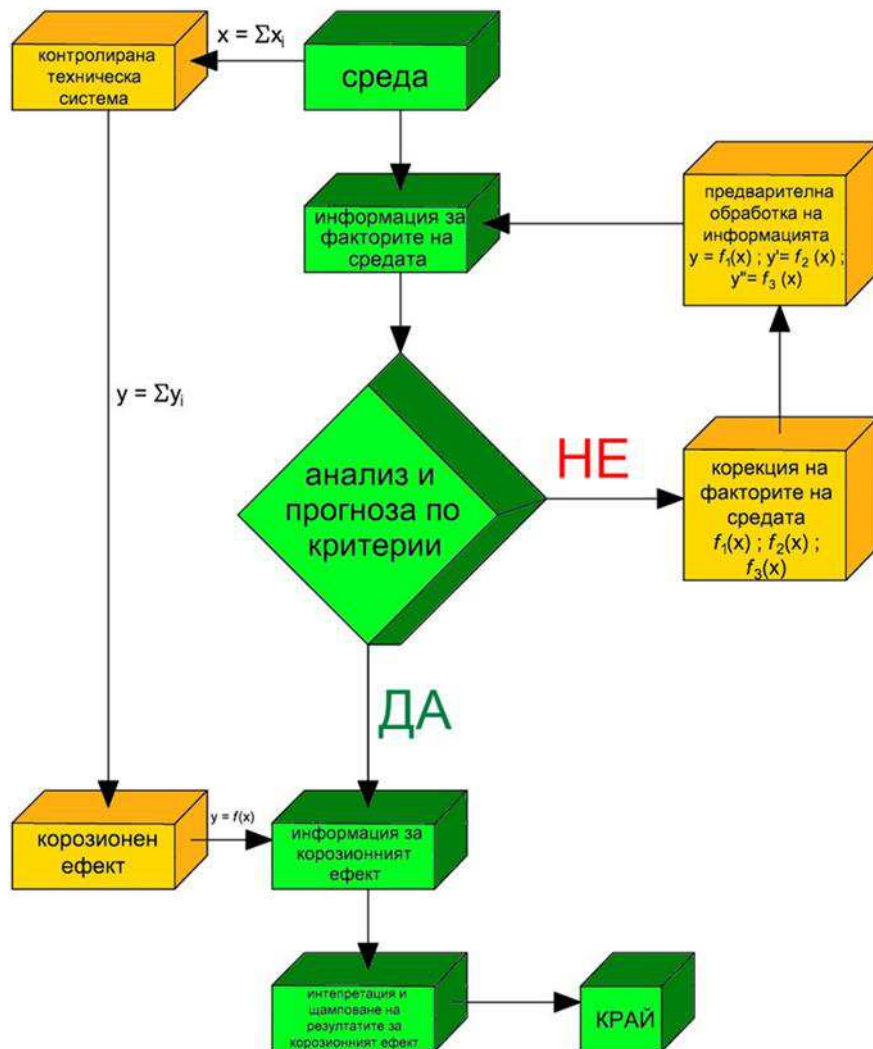 x = Σxᵢ
контролирана
техническа
система
среда
информация за
факторите на
средата
предварителна
обработка на
информацията
y = f₁(x) ; y'= f₂ (x) ;
y''= f₃ (x)
y = Σyᵢ
анализ и
прогноза по
критерии
НЕ
корекция на
факторите на
средата
f₁(x) ; f₂(x) ;
f₃(x)
ДА
корозионен
ефект
y = f(x)
информация за
корозионният
ефект
интепретация и
щамповане на
резултатите за
корозионният ефект
КРАЙ